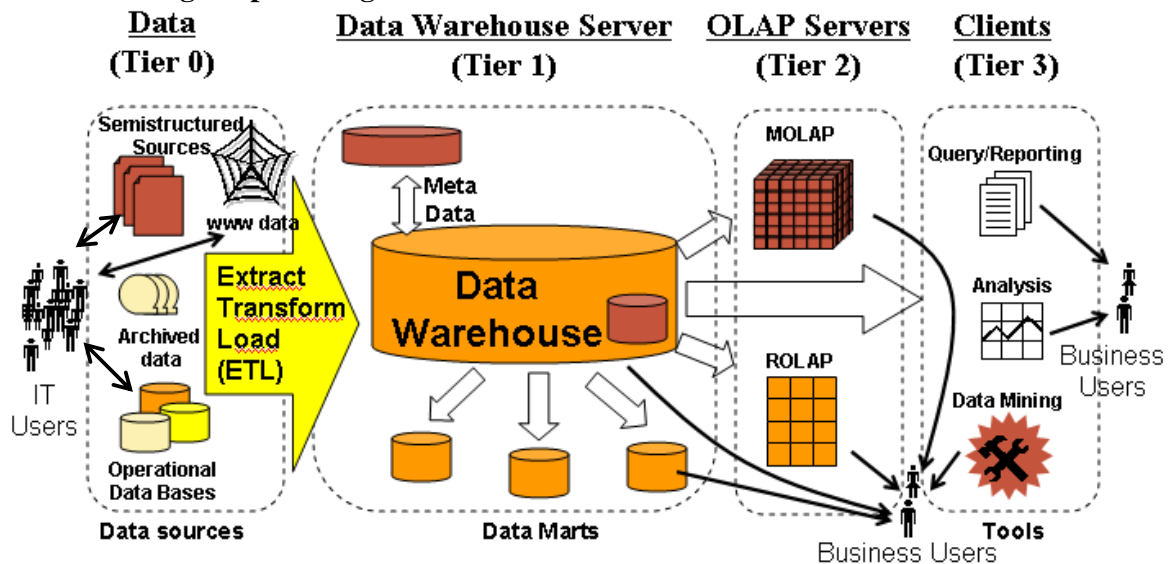 Data
(Tier 0)
Data Warehouse Server
(Tier 1)
OLAP Servers
(Tier 2)
Clients
(Tier 3)
Semistructured
Sources
www data
Archived
data
Operational
Data Bases
Data sources
IT
Users
Extract
Transform
Load
(ETL)
Meta
Data
Data
Warehouse
Data Marts
MOLAP
ROLAP
Business Users
Query/Reporting
Analysis
Data Mining
Tools
Business
Users